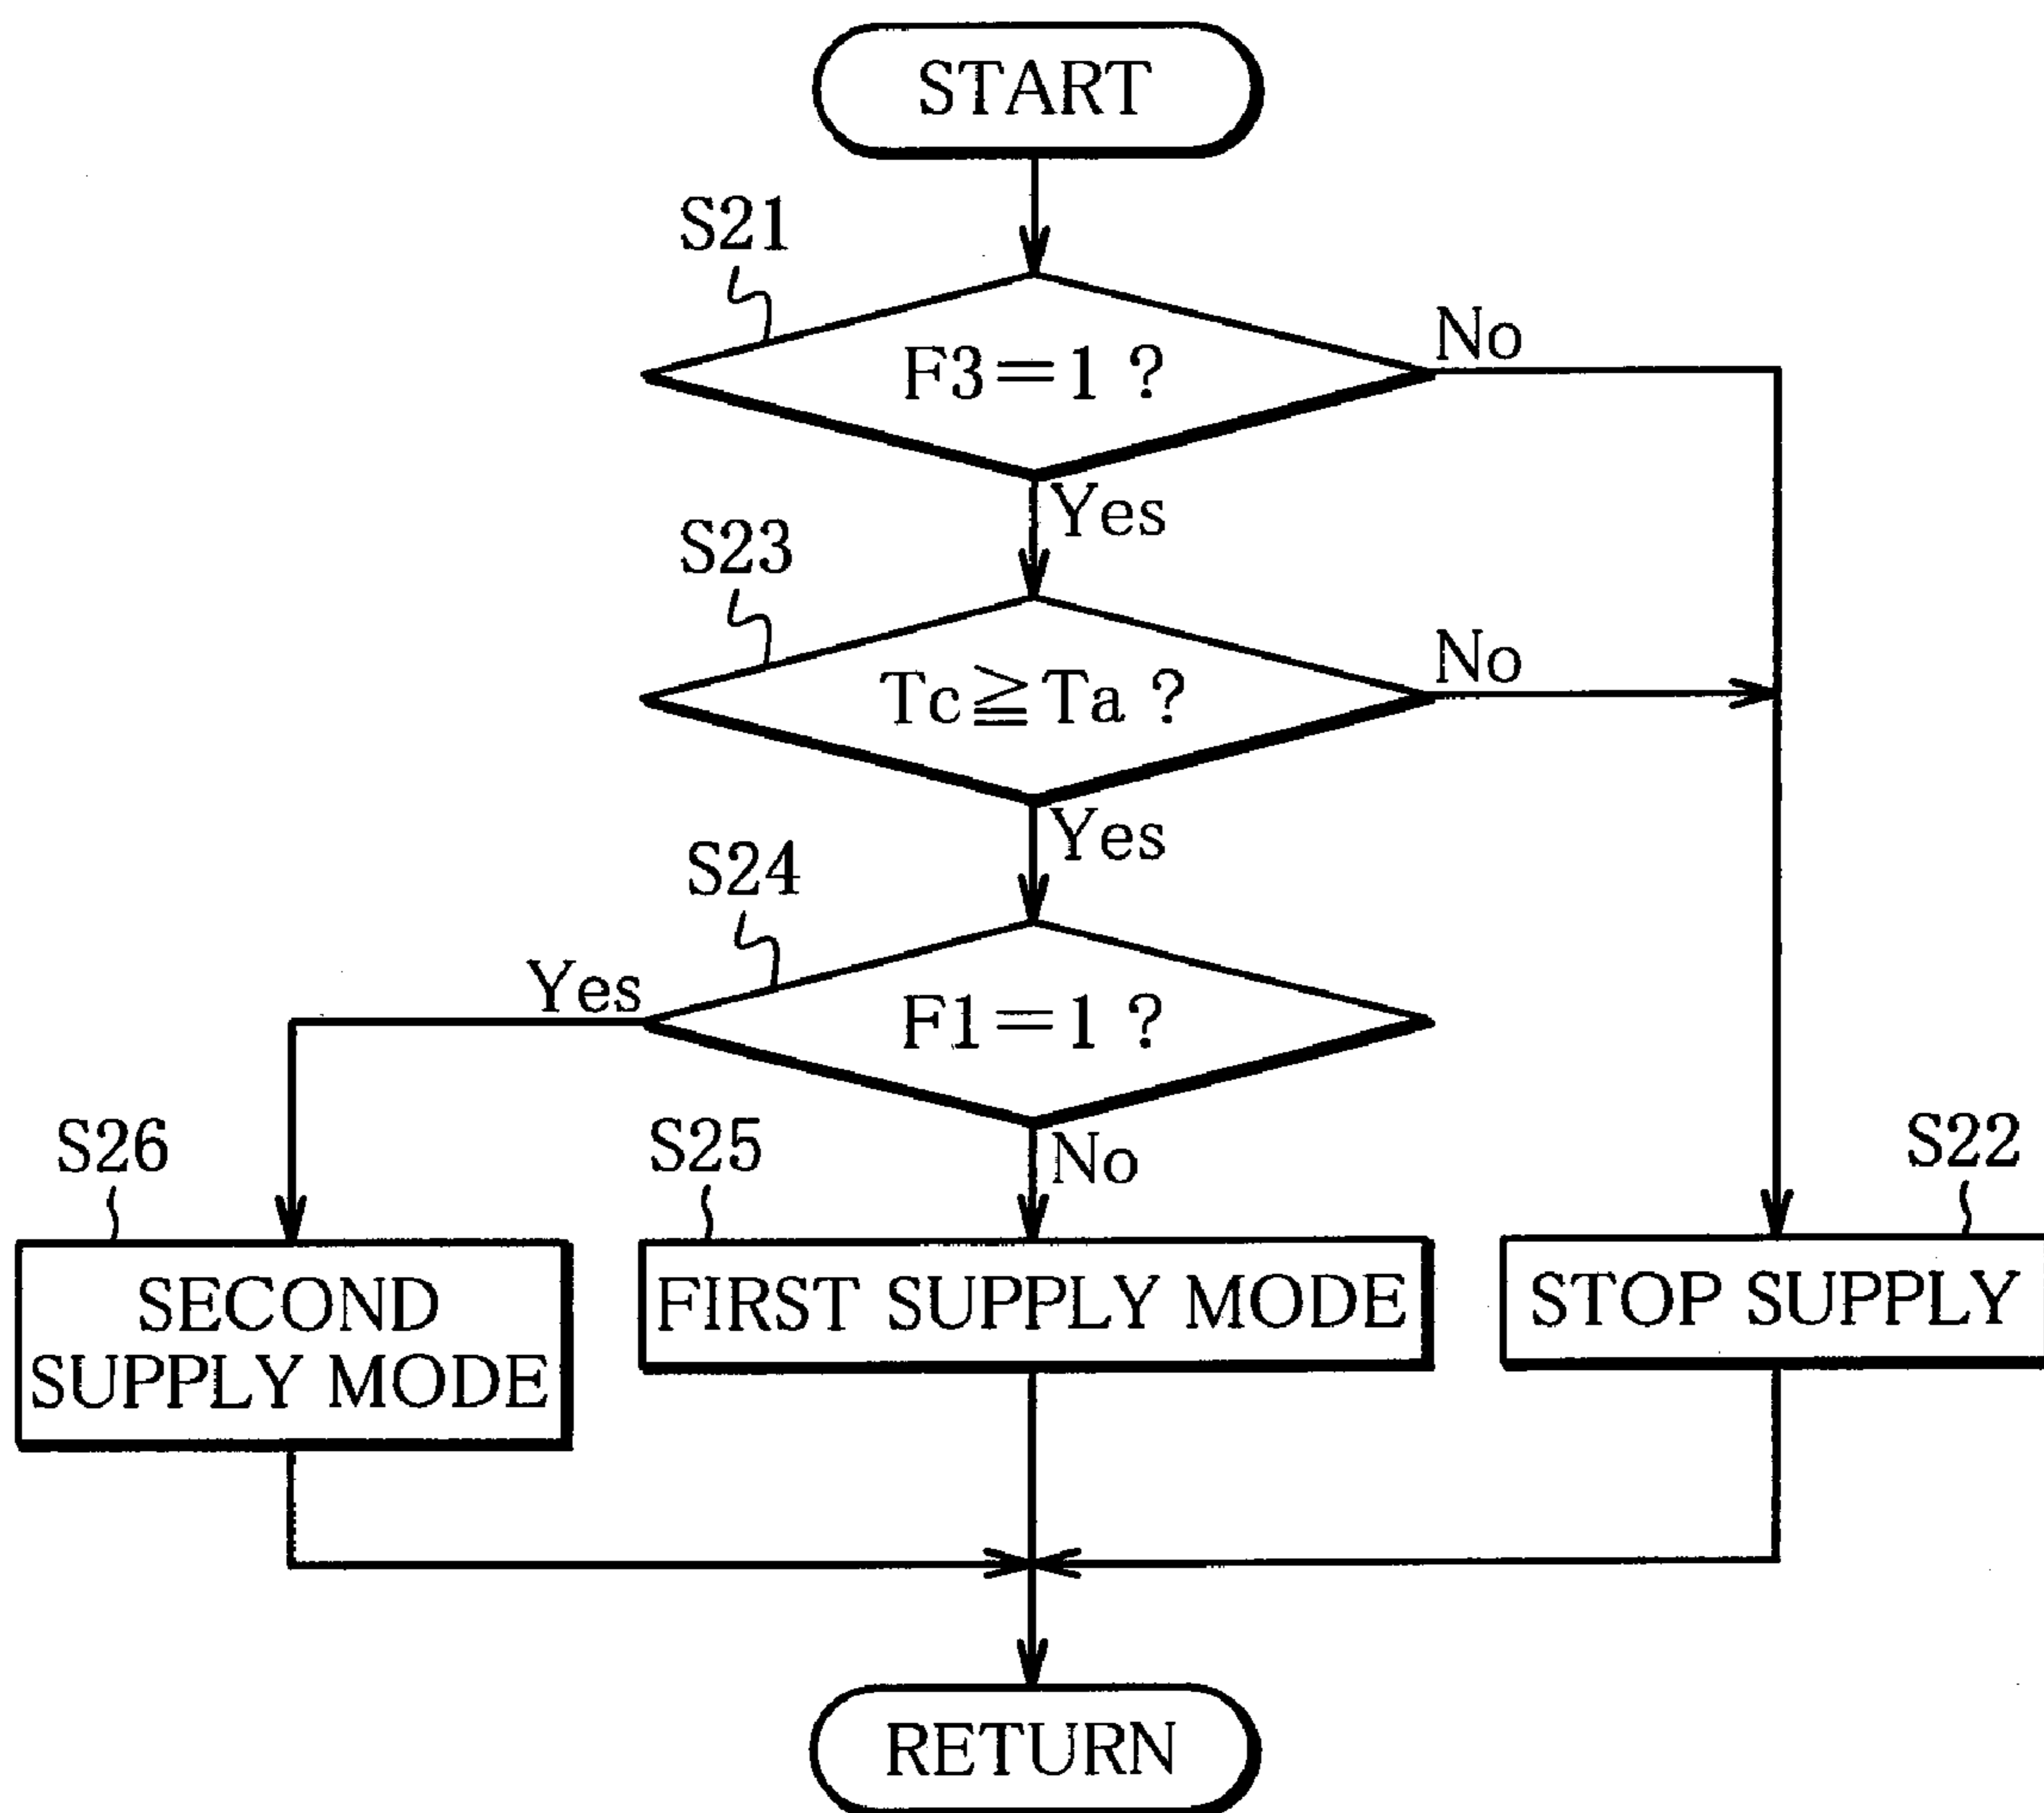 START
S21
F3=1 ?
No
Yes
S23
Tc≧Ta ?
No
Yes
S24
F1=1 ?
Yes
No
S26
SECOND
SUPPLY MODE
S25
FIRST SUPPLY MODE
S22
STOP SUPPLY
RETURN